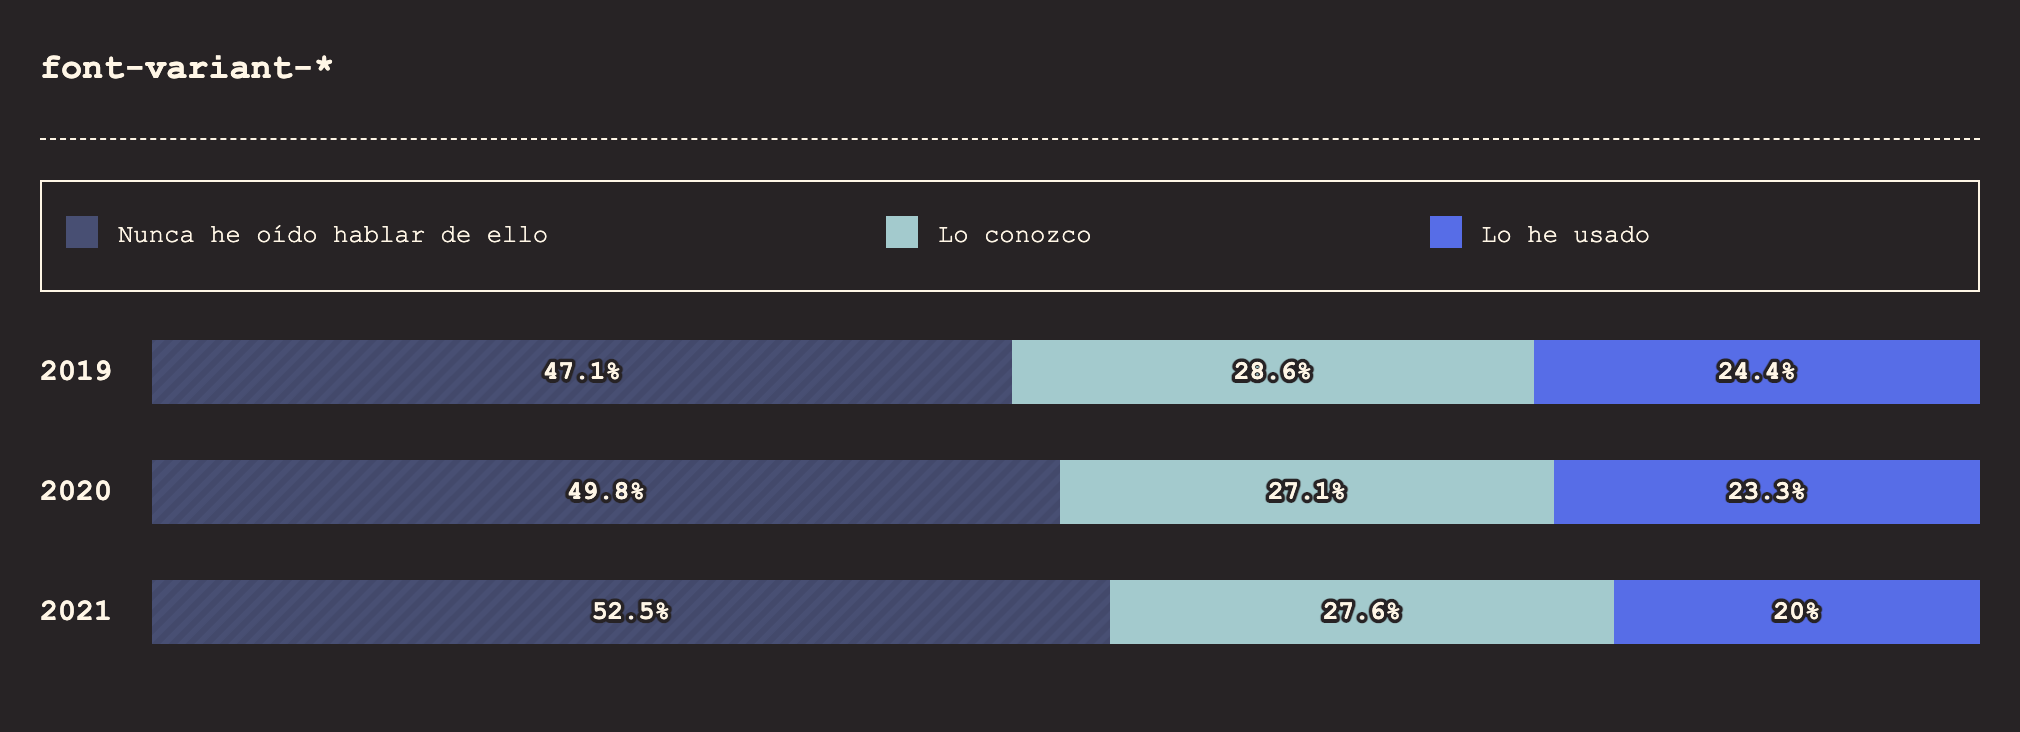 font-variant-*
Nunca he oído hablar de ello Lo conozco Lo he usado
2019 47.1% 28.6% 24.4%
2020 49.8% 27.1% 23.3%
2021 52.5% 27.6% 20%